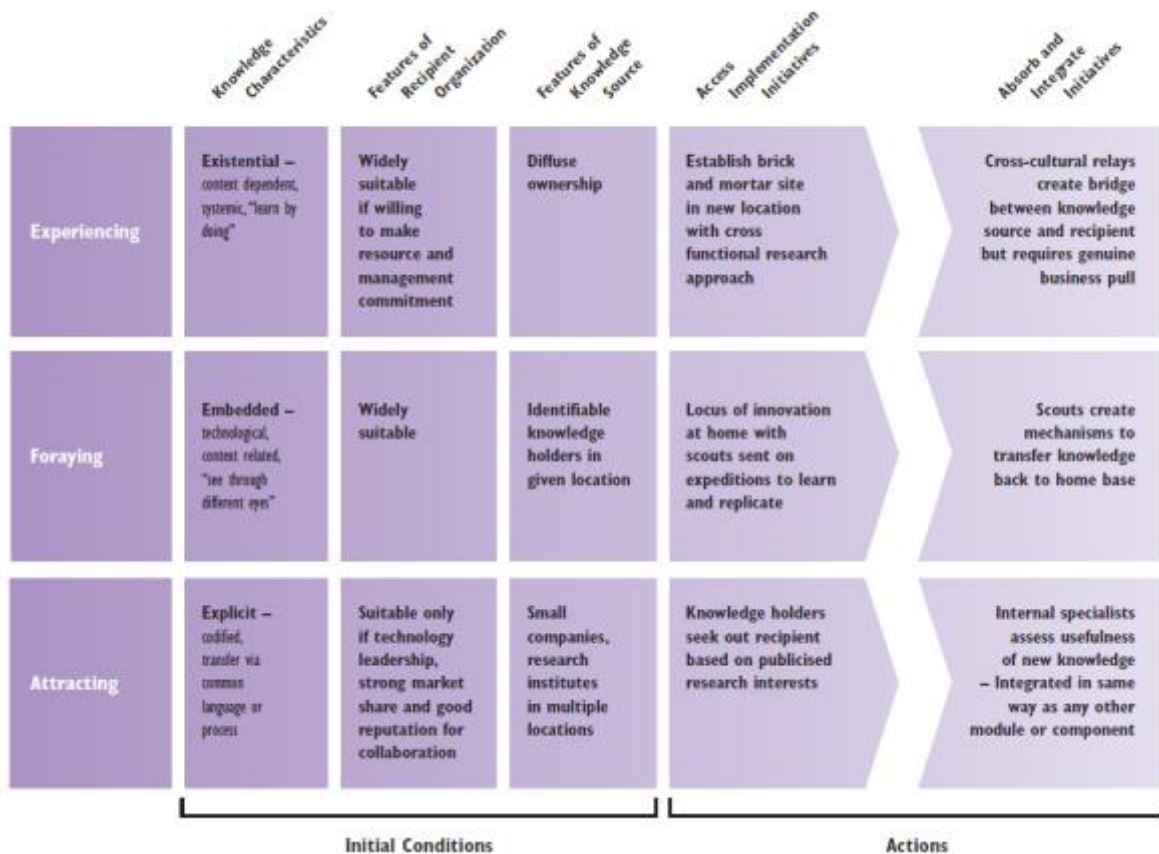 Knowledge
Characteristics
Features of
Recipient
Organization
Features of
Knowledge
Source
Access
Implementation
Initiatives
Absorb and
Integrate
Initiatives
Experiencing
Existential –
context dependent,
systemic, "learn by
doing"
Widely
suitable
if willing
to make
resource and
management
commitment
Diffuse
ownership
Establish brick
and mortar site
in new location
with cross
functional research
approach
Cross-cultural relays
create bridge
between knowledge
source and recipient
but requires genuine
business pull
Foraying
Embedded –
technological,
context related,
"see through
different eyes"
Widely
suitable
Identifiable
knowledge
holders in
given location
Locus of innovation
at home with
scouts sent on
expeditions to learn
and replicate
Scouts create
mechanisms to
transfer knowledge
back to home base
Attracting
Explicit –
codified,
transfer via
common
language or
process
Suitable only
if technology
leadership,
strong market
share and good
reputation for
collaboration
Small
companies,
research
institutes
in multiple
locations
Knowledge holders
seek out recipient
based on publicised
research interests
Internal specialists
assess usefulness
of new knowledge
– Integrated in same
way as any other
module or component
Initial Conditions
Actions